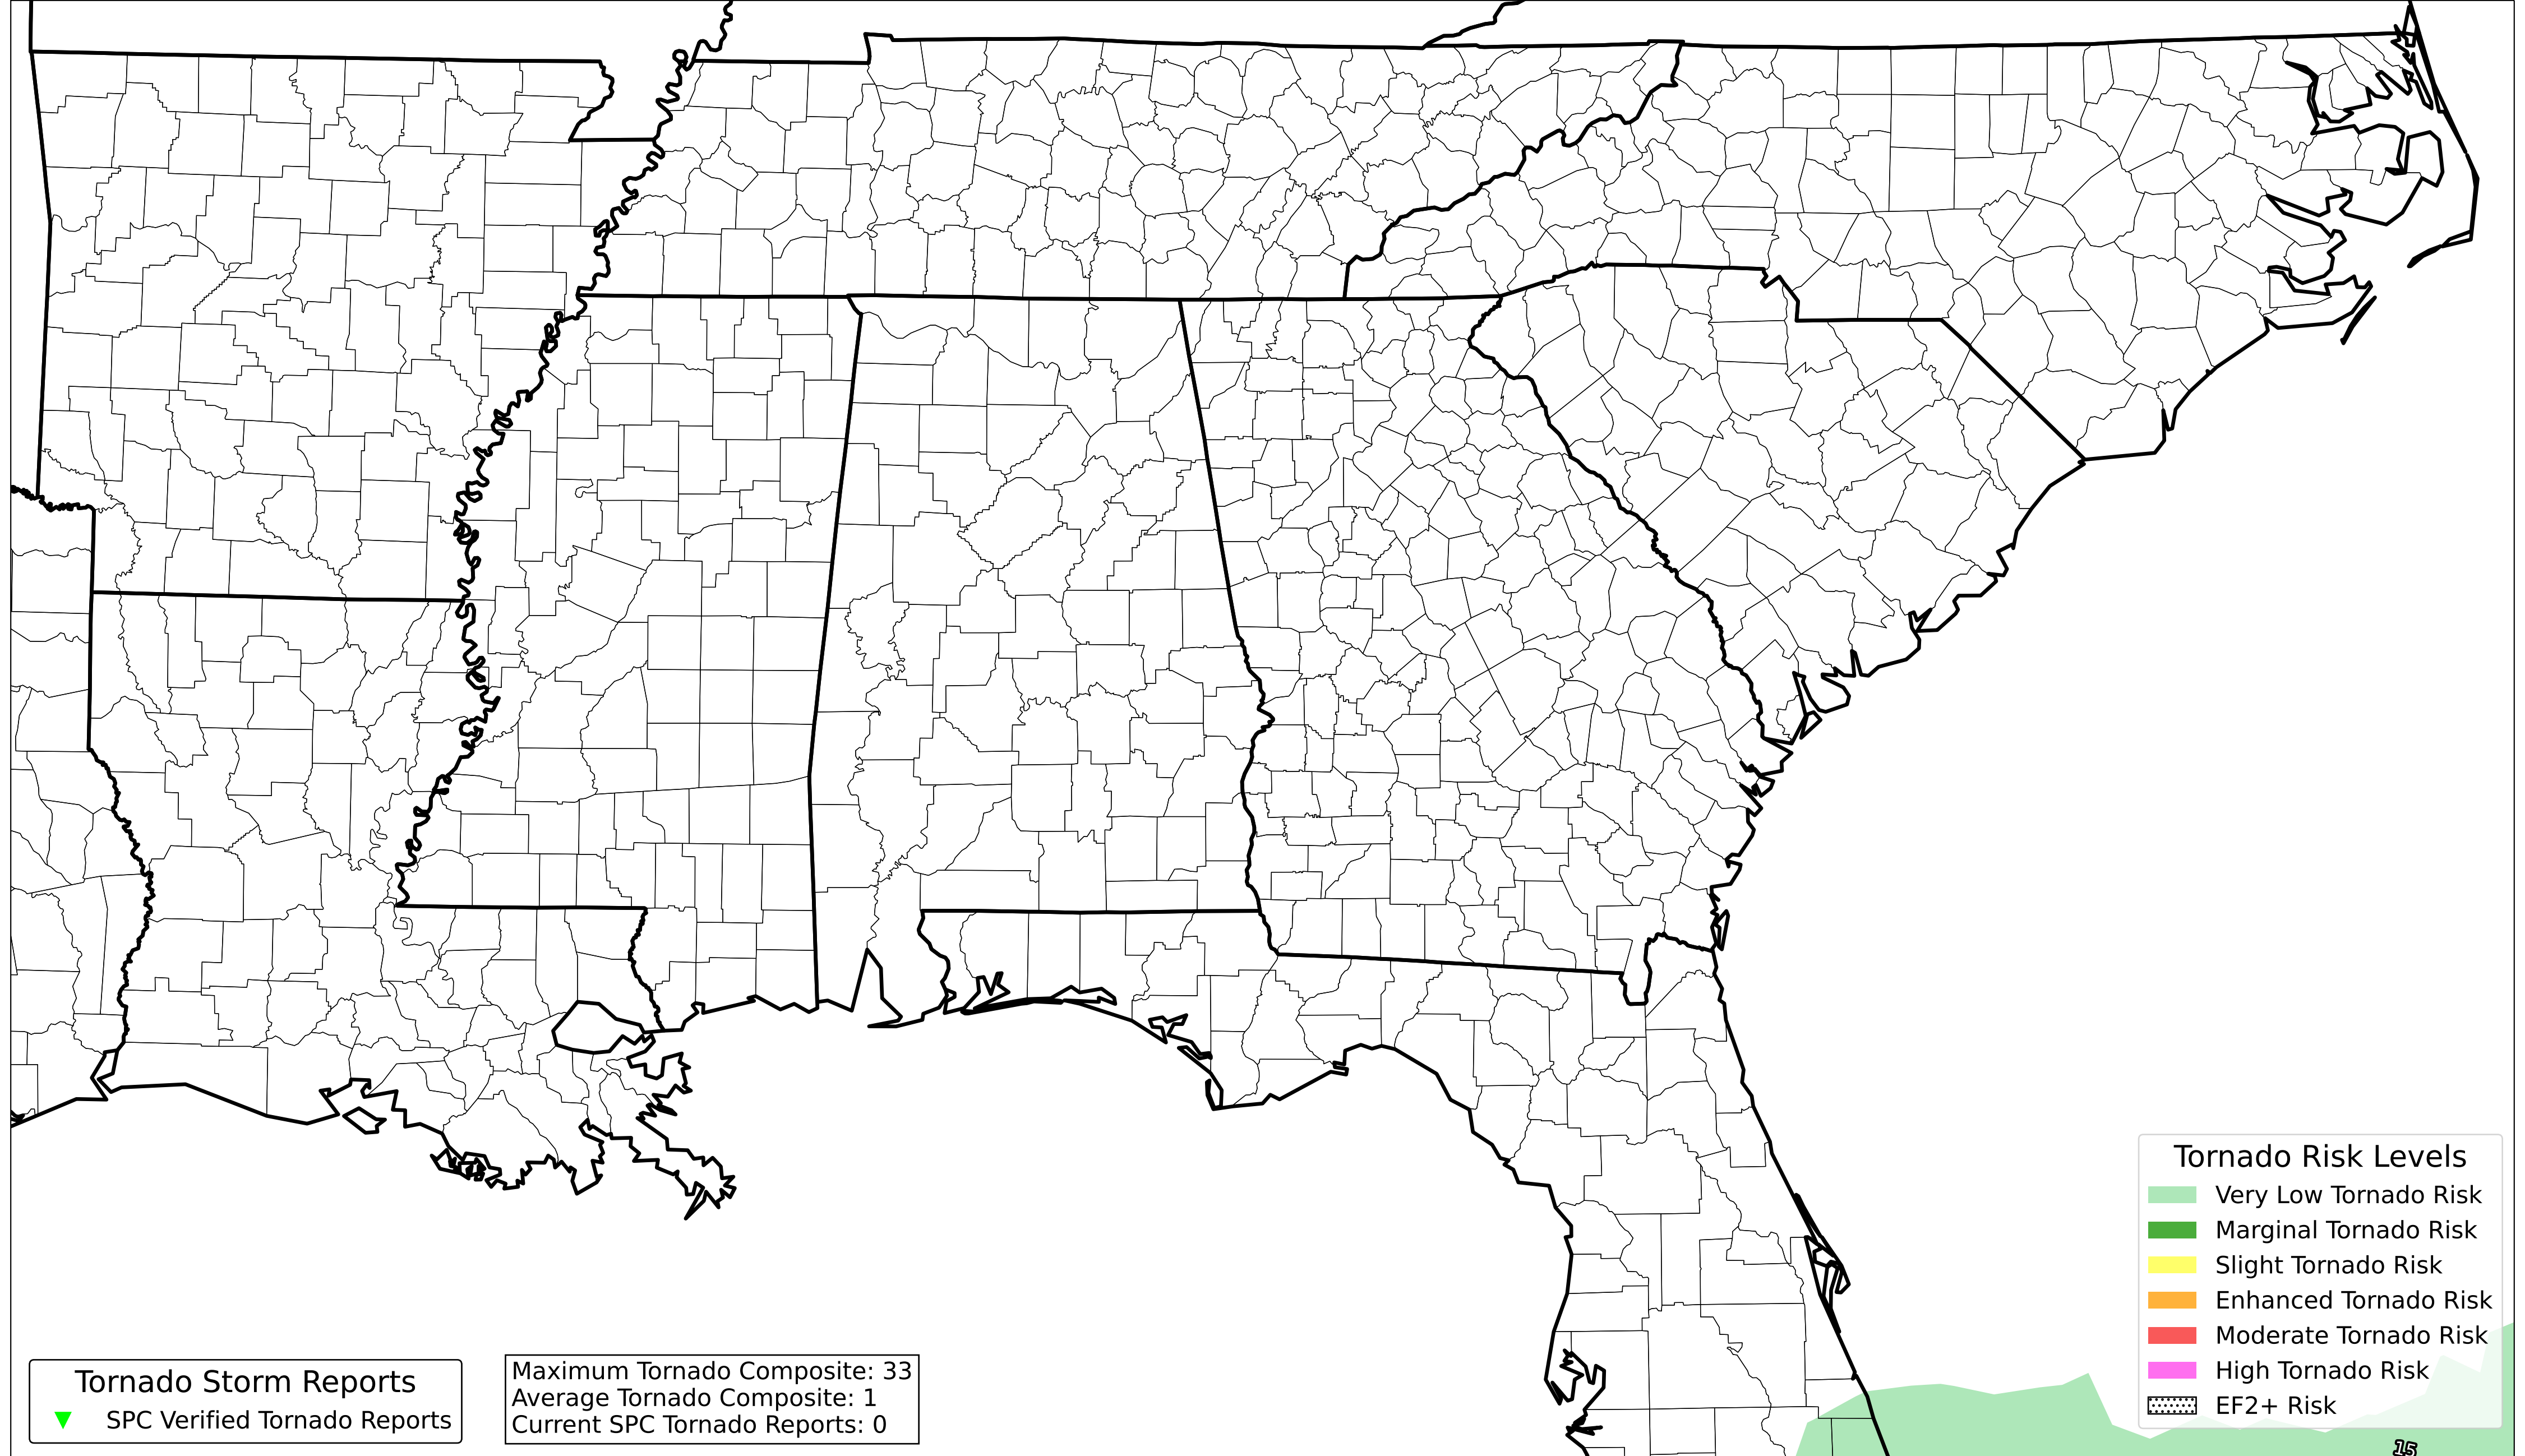 Tornado Risk Levels
Very Low Tornado Risk
Marginal Tornado Risk
Slight Tornado Risk
Enhanced Tornado Risk
Moderate Tornado Risk
High Tornado Risk
EF2+ Risk
Tornado Storm Reports
SPC Verified Tornado Reports
Maximum Tornado Composite: 33
Average Tornado Composite: 1
Current SPC Tornado Reports: 0
15